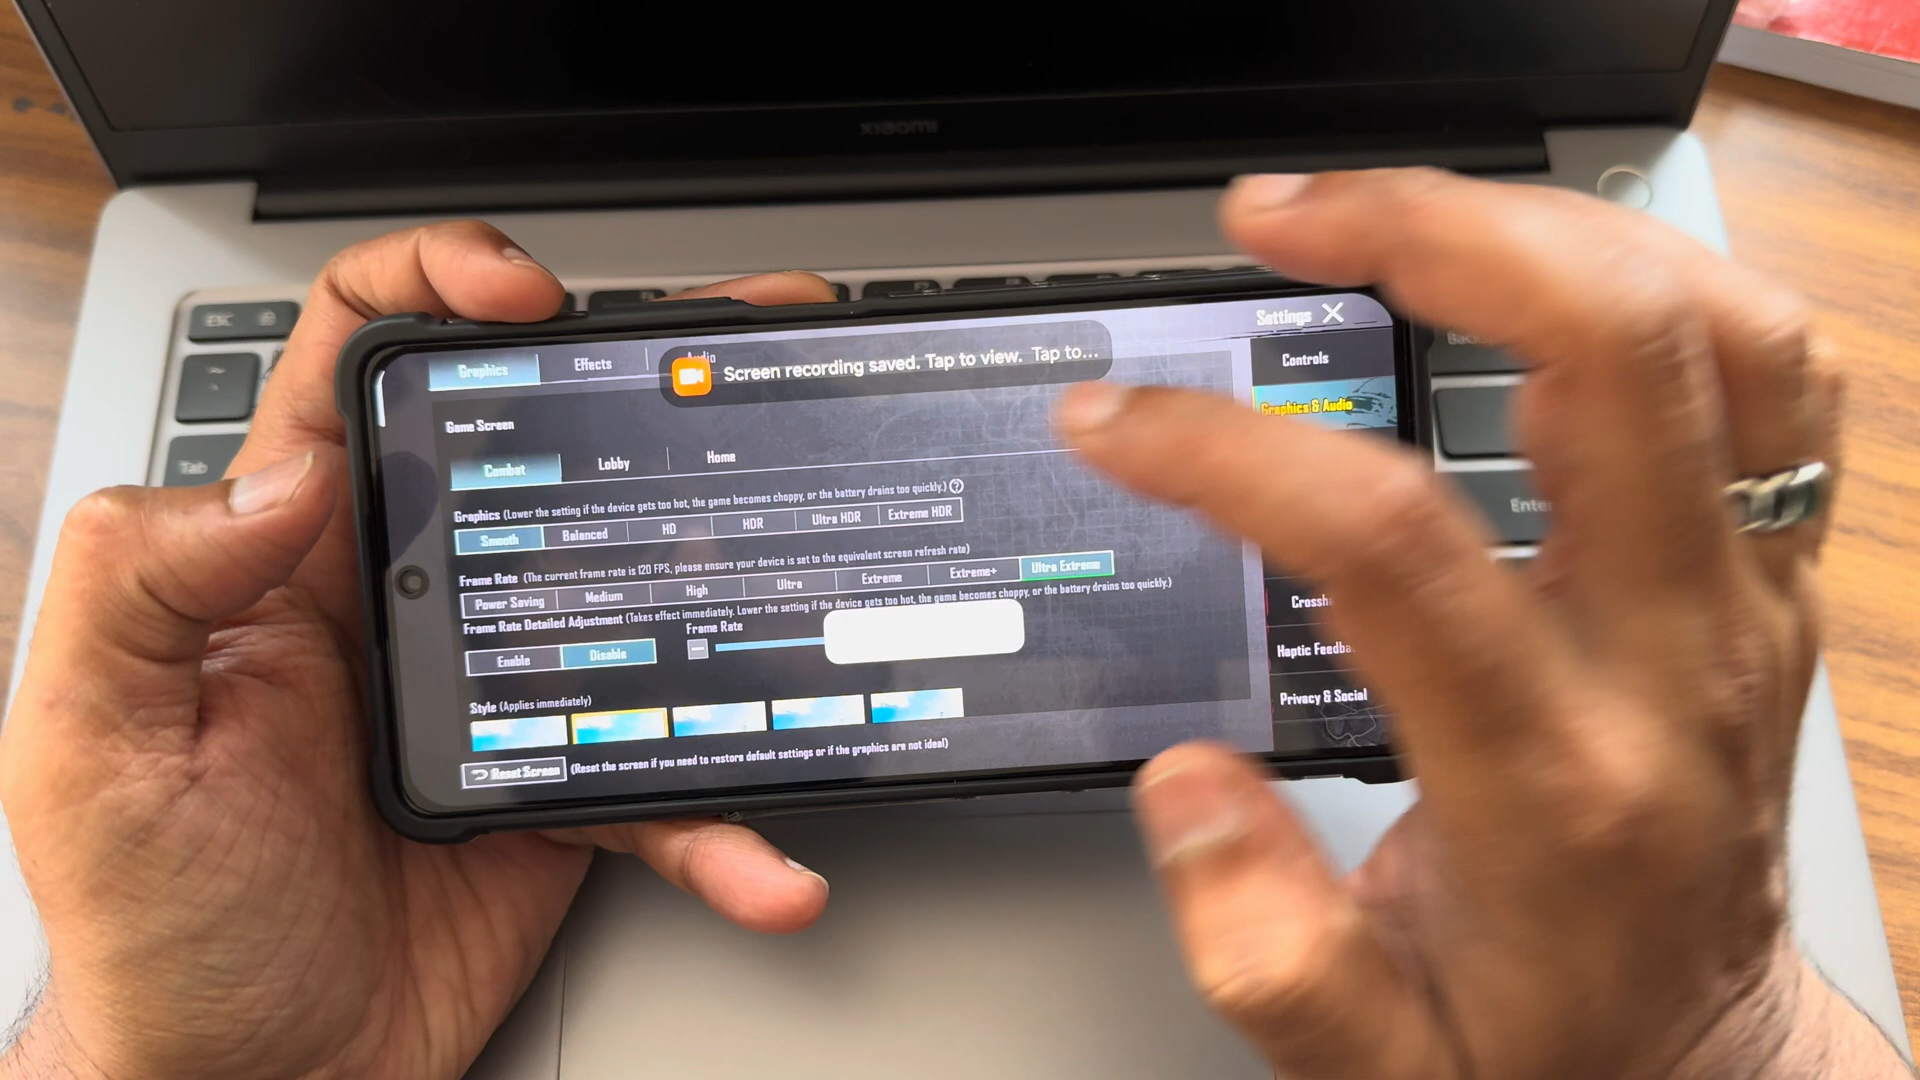 xiaomi
ESC
Tab
Enter
Settings X
Graphics Effects Audio
Screen recording saved. Tap to view. Tap to...
Controls
Graphics & Audio
Game Screen
Combat Lobby Home
Graphics (Lower the setting if the device gets too hot, the game becomes choppy, or the battery drains too quickly.) ?
Smooth Balanced HD HDR Ultra HDR Extreme HDR
Frame Rate (The current frame rate is 120 FPS, please ensure your device is set to the equivalent screen refresh rate)
Power Saving Medium High Ultra Extreme Extreme+ Ultra Extreme
Frame Rate Detailed Adjustment (Takes effect immediately. Lower the setting if the device gets too hot, the game becomes choppy, or the battery drains too quickly.)
Enable Disable Frame Rate
Haptic Feedba
Privacy & Social
Style (Applies immediately)
Reset Screen (Reset the screen if you need to restore default settings or if the graphics are not ideal)